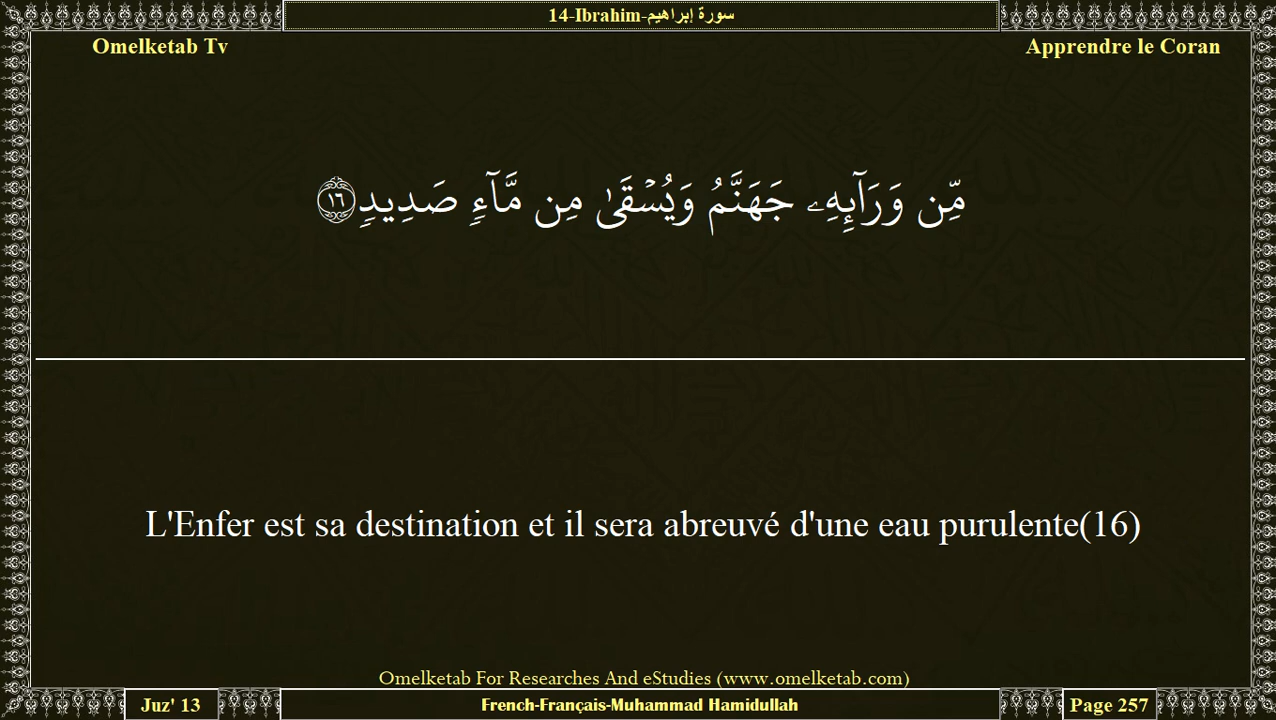 14-Ibrahim-سورة إبراهيم
Omelketab Tv
Apprendre le Coran
مِّن وَرَآئِهِۦ جَهَنَّمُ وَيُسْقَىٰ مِن مَّآءٍ صَدِيدٍ ١٦
L'Enfer est sa destination et il sera abreuvé d'une eau purulente(16)
Omelketab For Researches And eStudies (www.omelketab.com)
Juz' 13
French-Français-Muhammad Hamidullah
Page 257